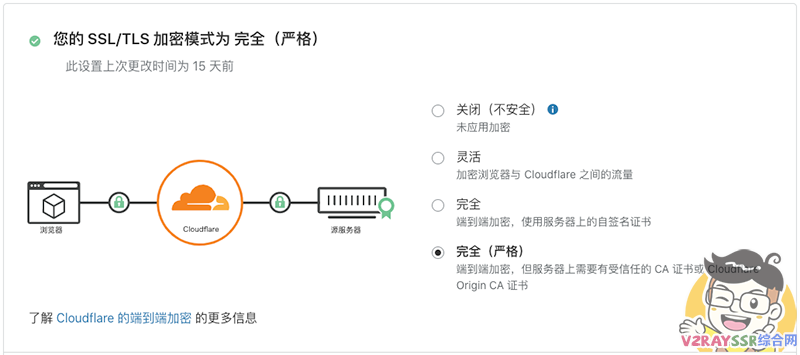 您的 SSL/TLS 加密模式为 完全（严格）
此设置上次更改时间为 15 天前
关闭（不安全）
未应用加密
灵活
加密浏览器与 Cloudflare 之间的流量
完全
端到端加密，使用服务器上的自签名证书
完全（严格）
端到端加密，但服务器上需要有受信任的 CA 证书或 Cloudflare
Origin CA 证书
浏览器
Cloudflare
源服务器
了解 Cloudflare 的端到端加密 的更多信息
V2RAYSSR综合网